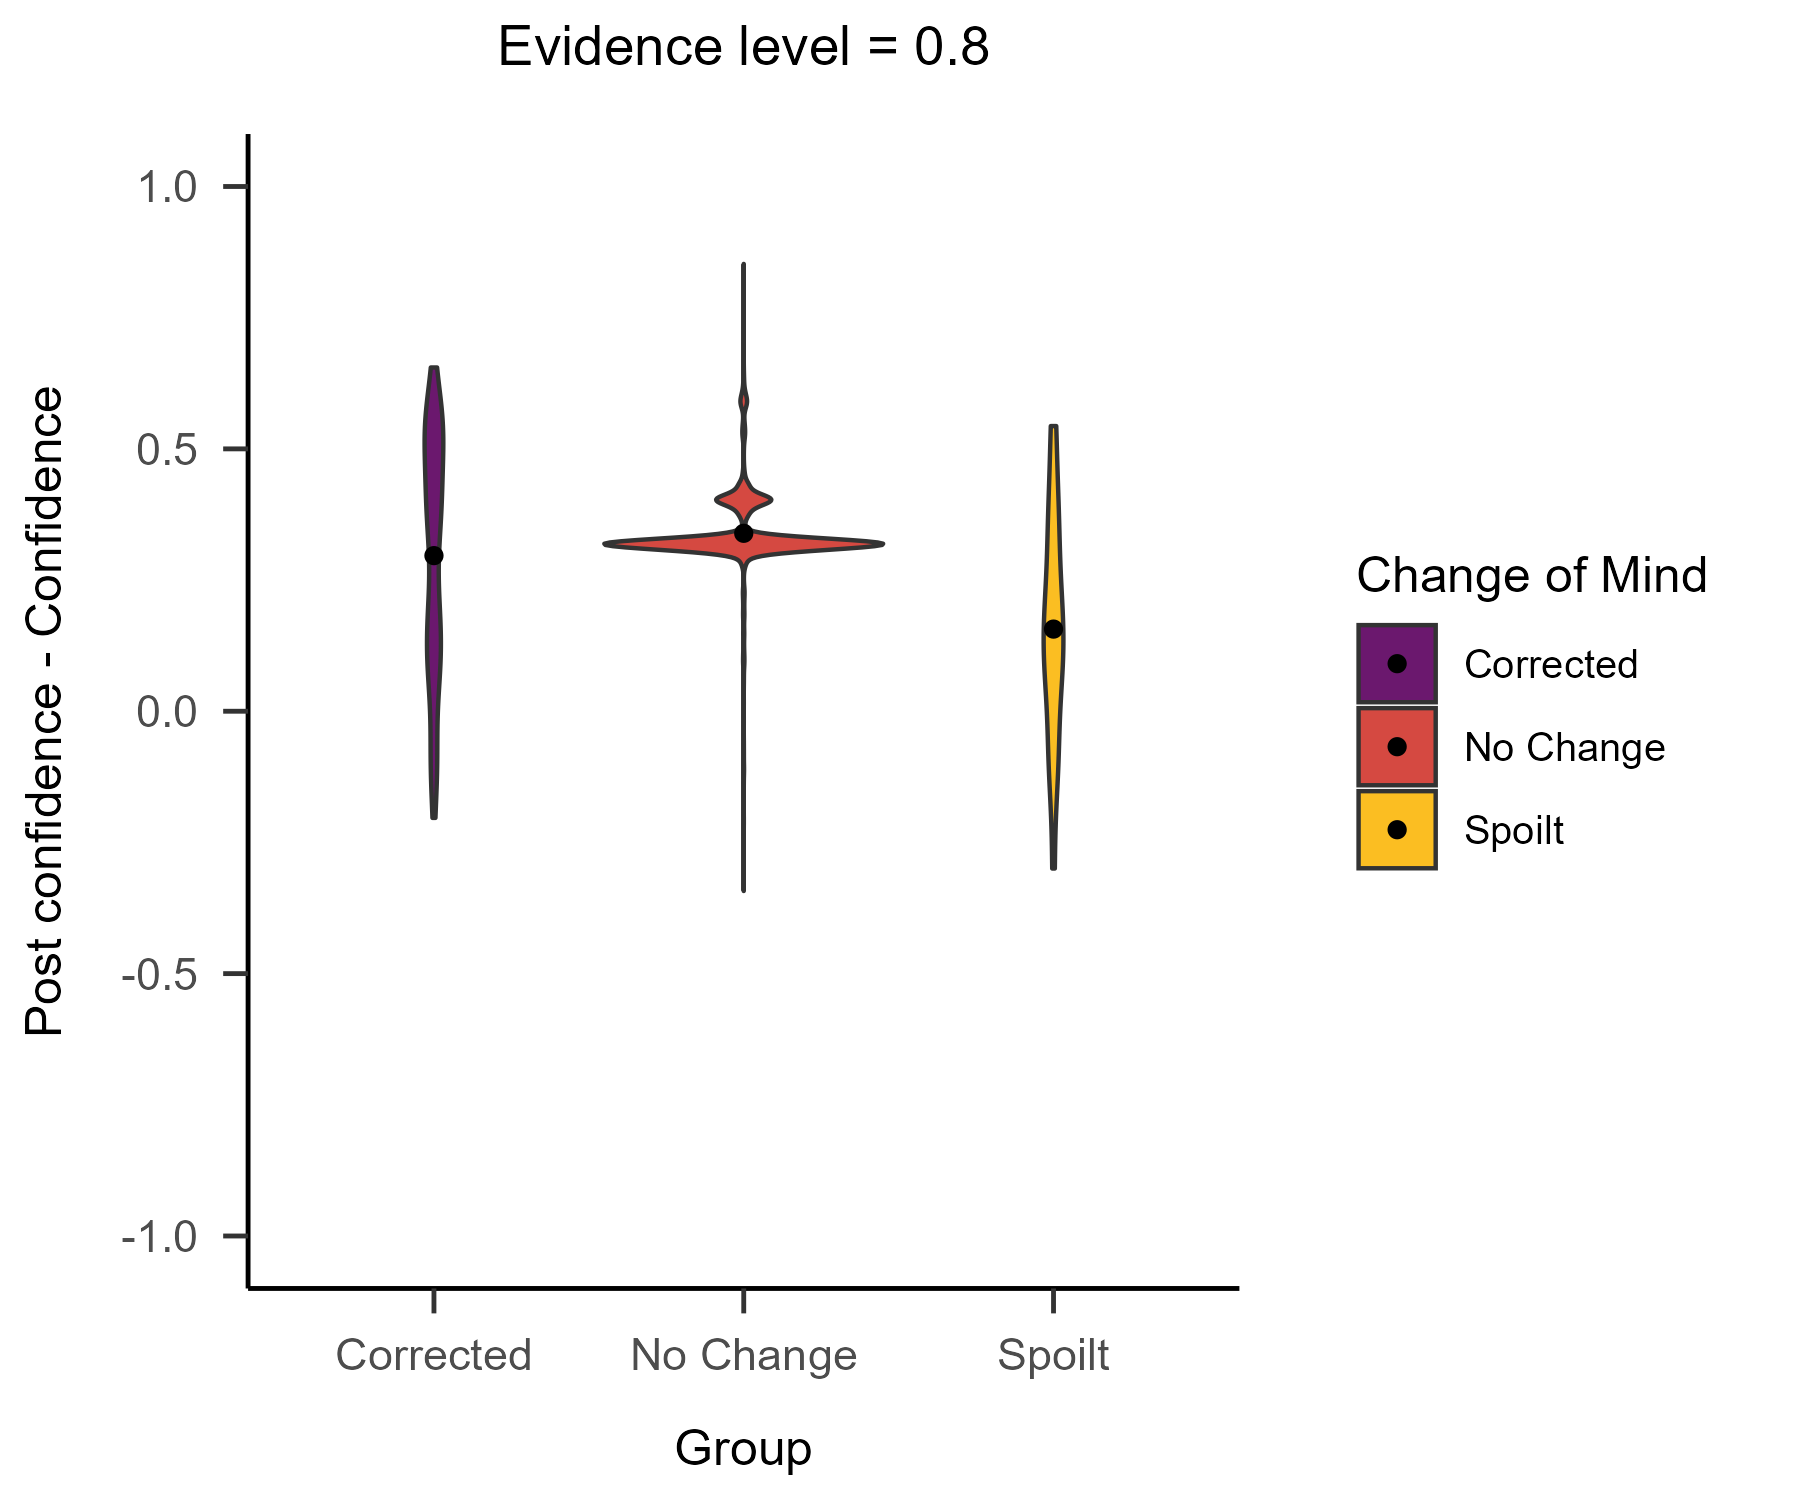 Evidence level = 0.8
Post confidence - Confidence
1.0
0.5
0.0
-0.5
-1.0
Corrected
No Change
Spoilt
Group
Change of Mind
Corrected
No Change
Spoilt